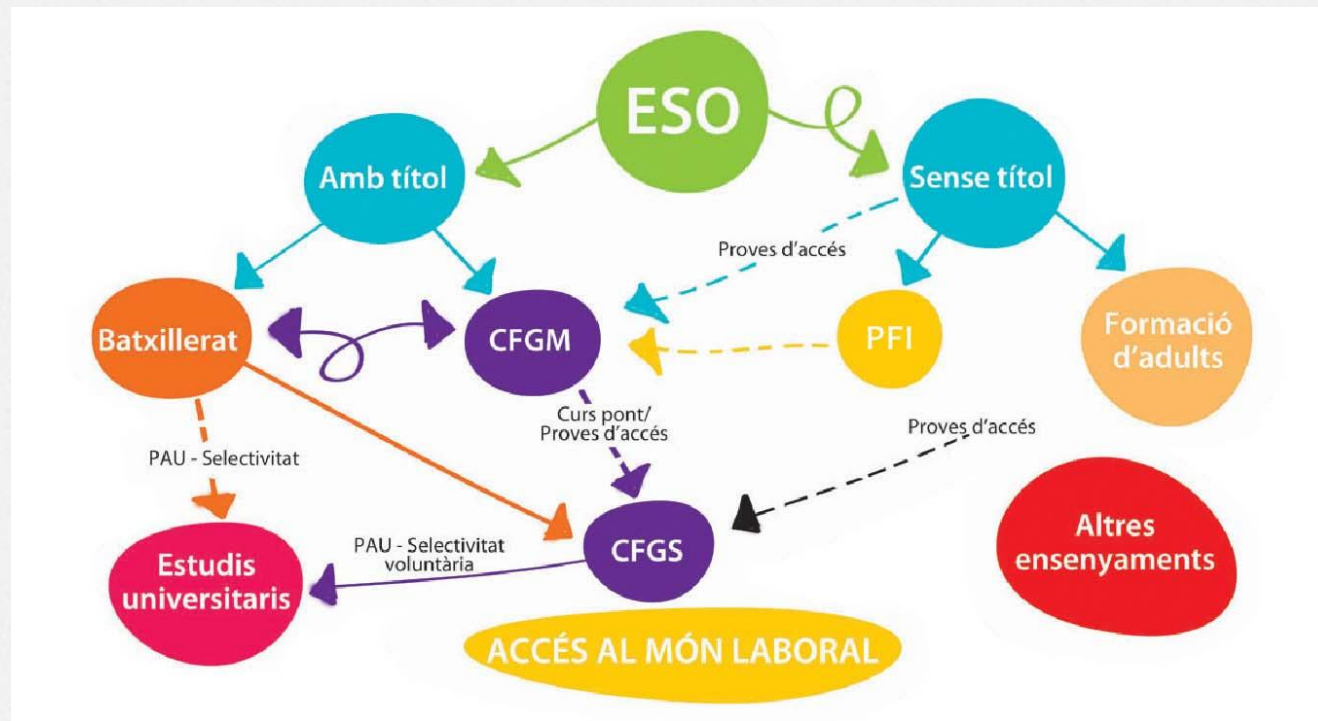 ESO
Amb títol
Sense títol
Proves d'accés
Batxillerat
CFGM
PFI
Formació
d'adults
Curs pont/
Proves d'accés
Proves d'accés
PAU - Selectivitat
Altres
ensenyaments
PAU - Selectivitat
voluntària
CFGS
Estudis
universitaris
ACCÉS AL MÓN LABORAL